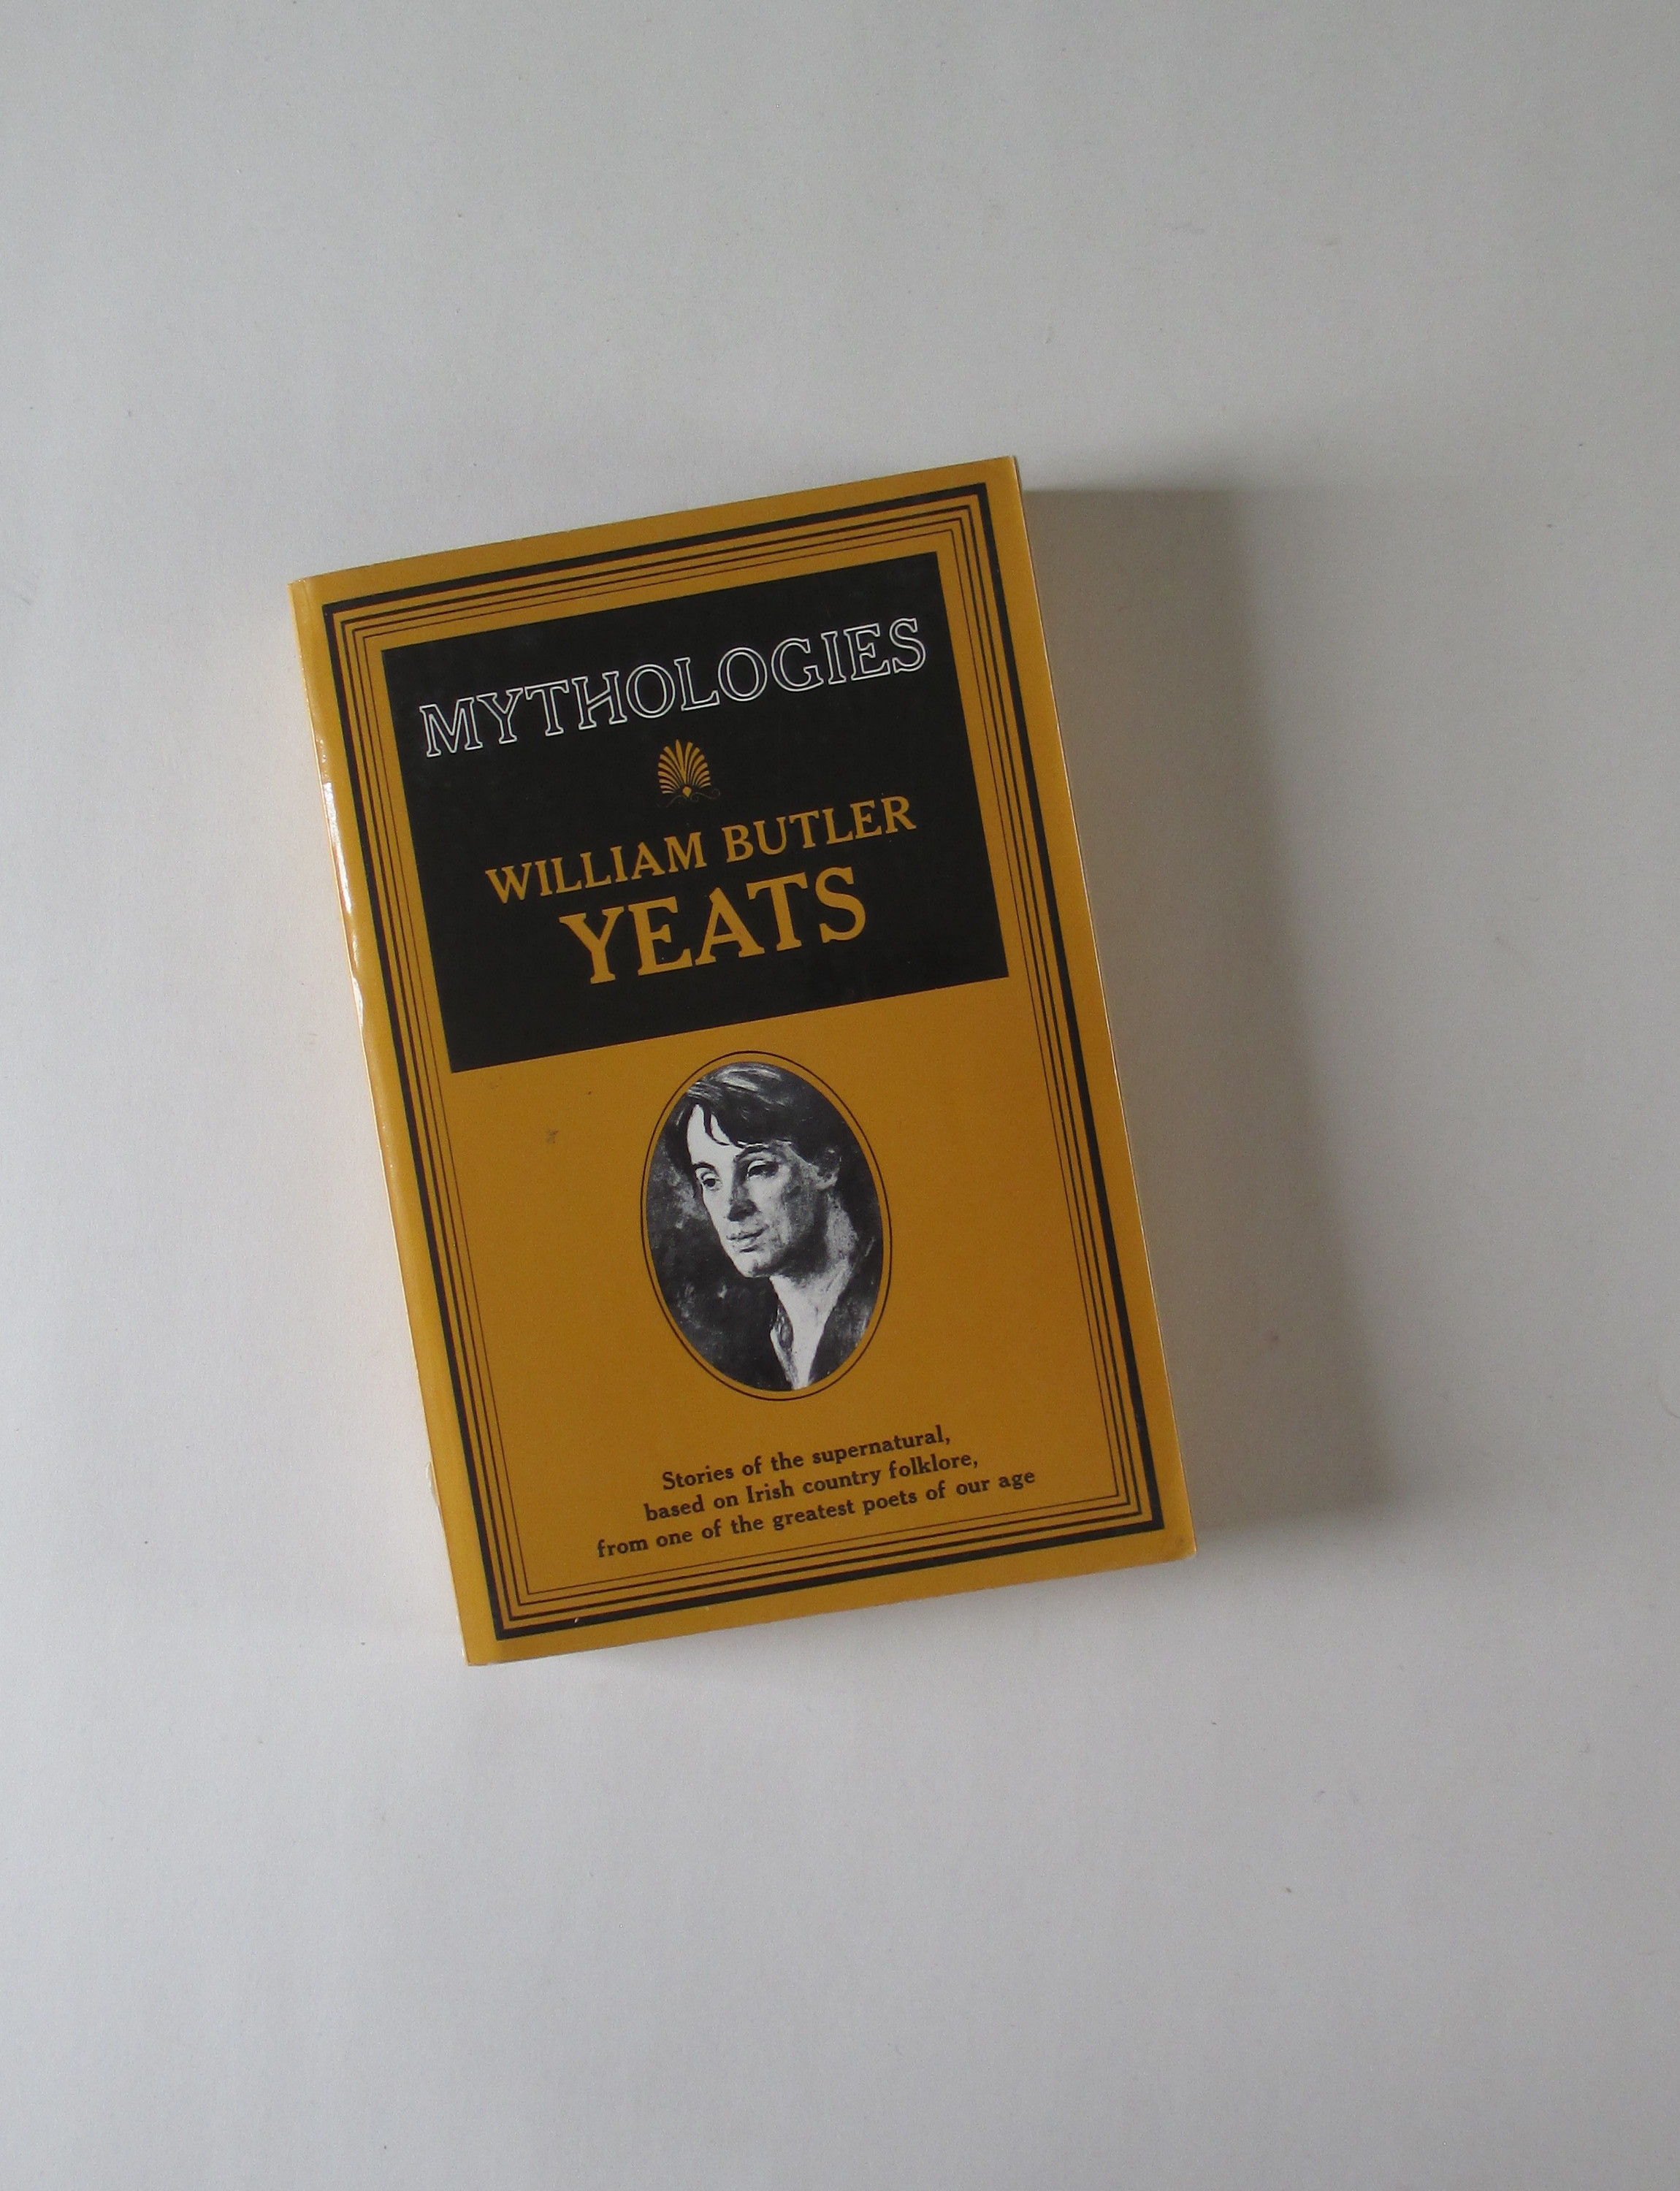 MYTHOLOGIES
WILLIAM BUTLER
YEATS
Stories of the supernatural,
based on Irish country folklore,
from one of the greatest poets of our age